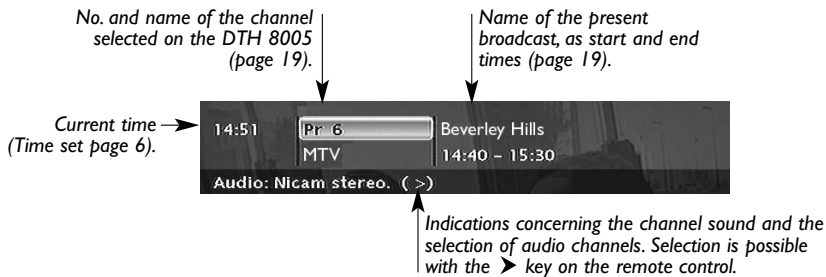 No. and name of the channel
selected on the DTH 8005
(page 19).
Name of the present
broadcast, as start and end
times (page 19).
Current time
(Time set page 6).
14:51
Pr 6
MTV
Beverley Hills
14:40 – 15:30
Audio: Nicam stereo. ( >)
Indications concerning the channel sound and the
selection of audio channels. Selection is possible
with the ➤ key on the remote control.